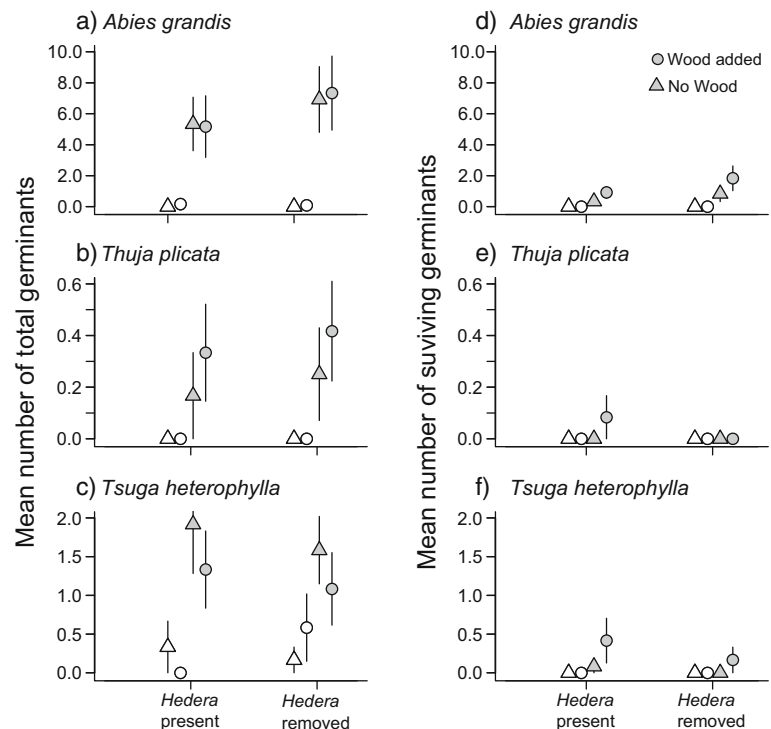 a) Abies grandis
10.0
8.0
6.0
4.0
2.0
0.0
b) Thuja plicata
0.6
0.4
0.2
0.0
c) Tsuga heterophylla
2.0
1.5
1.0
0.5
0.0
Hedera present
Hedera removed
Mean number of total germinants
d) Abies grandis
10.0
8.0
6.0
4.0
2.0
0.0
Wood added
No Wood
e) Thuja plicata
0.6
0.4
0.2
0.0
f) Tsuga heterophylla
2.0
1.5
1.0
0.5
0.0
Hedera present
Hedera removed
Mean number of suviving germinants